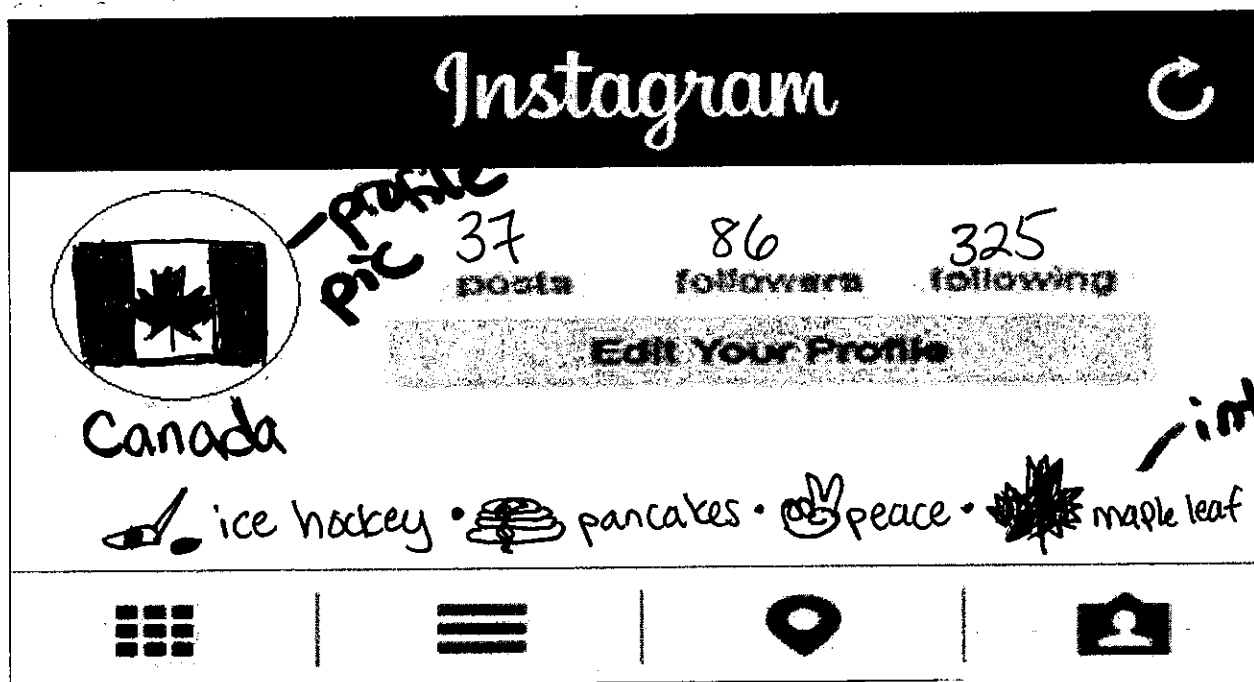 Instagram
profile
pic
37 86 325
posts followers following
Edit Your Profile
Canada
ice hockey • pancakes • peace • maple leaf